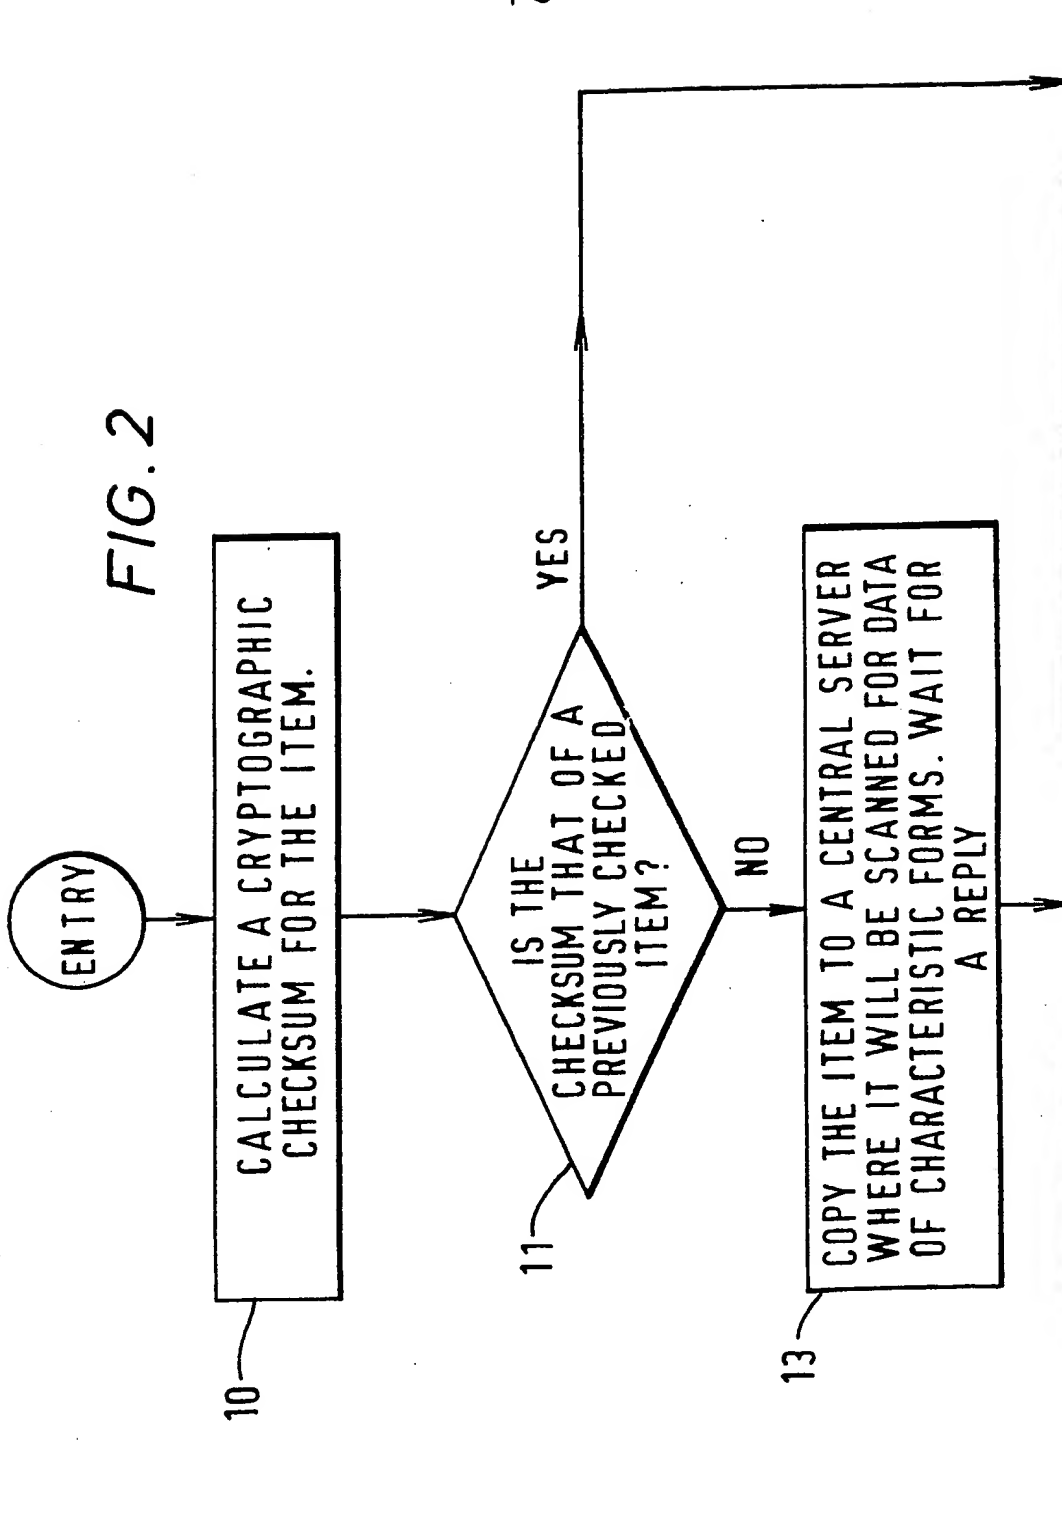 FIG. 2
ENTRY
CALCULATE A CRYPTOGRAPHIC
CHECKSUM FOR THE ITEM.
10
IS THE
CHECKSUM THAT OF A
PREVIOUSLY CHECKED
ITEM?
11
YES
NO
COPY THE ITEM TO A CENTRAL SERVER
WHERE IT WILL BE SCANNED FOR DATA
OF CHARACTERISTIC FORMS. WAIT FOR
A REPLY
13